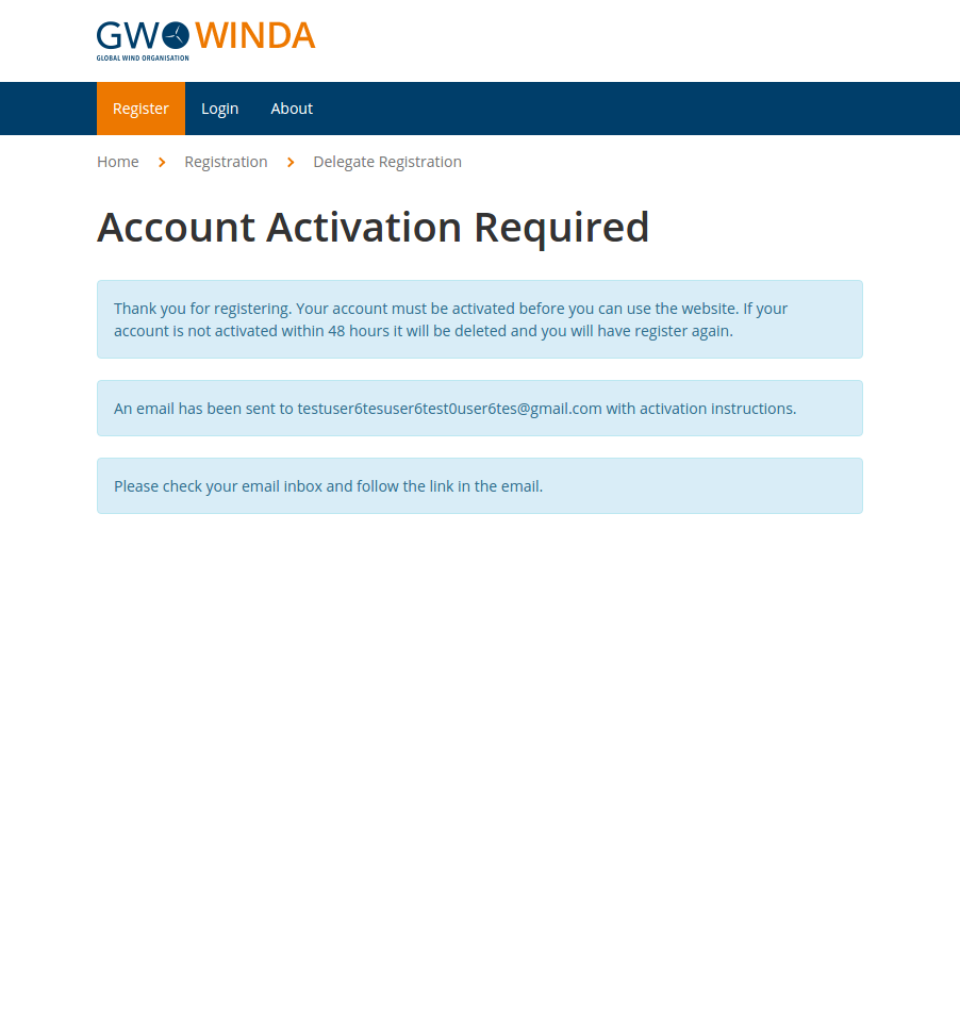 GWO WINDA
GLOBAL WIND ORGANISATION
Register Login About
Home Registration Delegate Registration
Account Activation Required
Thank you for registering. Your account must be activated before you can use the website. If your
account is not activated within 48 hours it will be deleted and you will have register again.
An email has been sent to testuser6tesuser6test0user6tes@gmail.com with activation instructions.
Please check your email inbox and follow the link in the email.